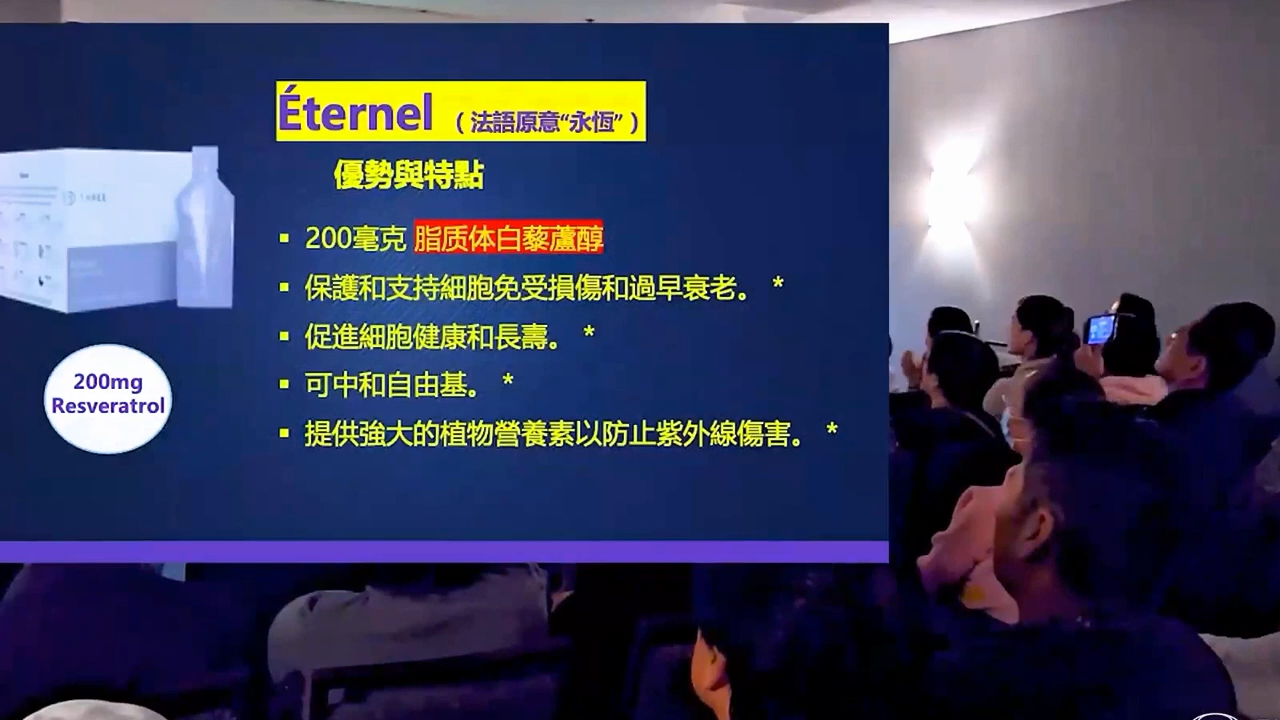 Éternel （法語原意“永恆”）
優勢與特點
▪ 200毫克 脂质体白藜蘆醇
▪ 保護和支持細胞免受損傷和過早衰老。 *
▪ 促進細胞健康和長壽。 *
▪ 可中和自由基。 *
▪ 提供強大的植物營養素以防止紫外線傷害。 *
THREE
200mg
Resveratrol